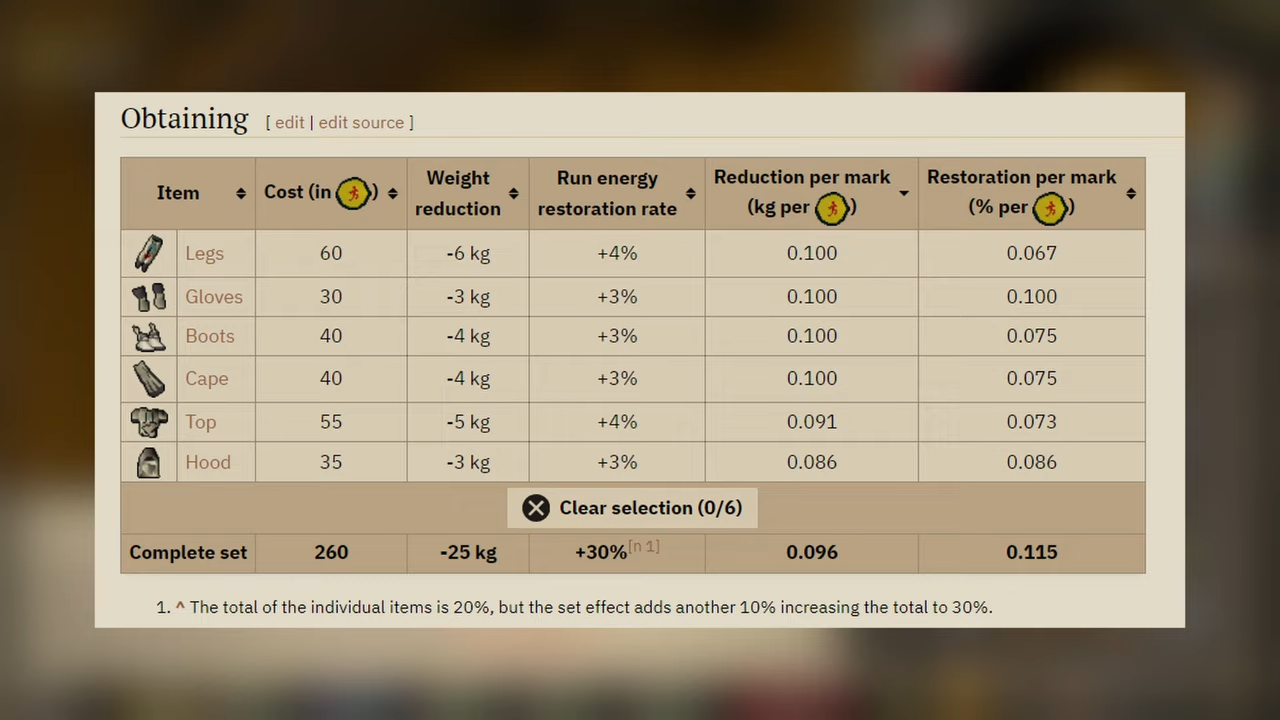 Obtaining [ edit | edit source ]
Item Cost (in ) Weight reduction Run energy restoration rate Reduction per mark (kg per ) Restoration per mark (% per )
Legs 60 -6 kg +4% 0.100 0.067
Gloves 30 -3 kg +3% 0.100 0.100
Boots 40 -4 kg +3% 0.100 0.075
Cape 40 -4 kg +3% 0.100 0.075
Top 55 -5 kg +4% 0.091 0.073
Hood 35 -3 kg +3% 0.086 0.086
Clear selection (0/6)
Complete set 260 -25 kg +30%[n 1] 0.096 0.115
1. ^ The total of the individual items is 20%, but the set effect adds another 10% increasing the total to 30%.